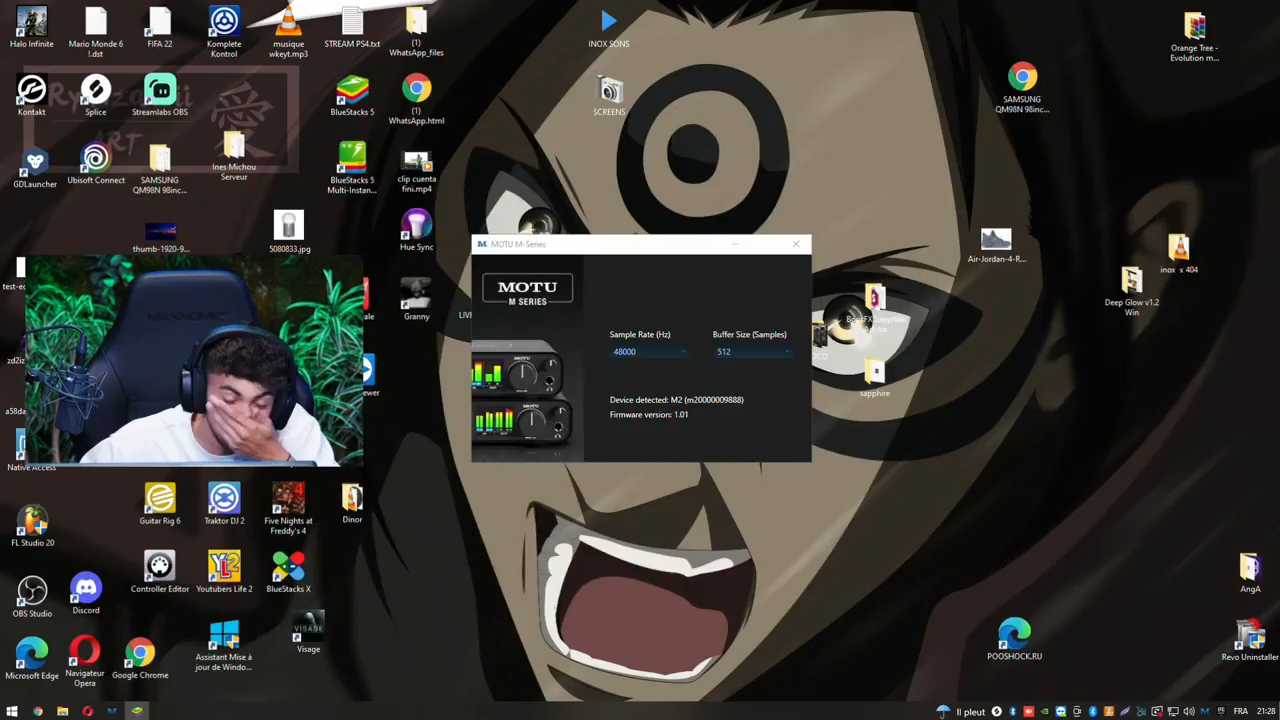 Halo Infinite
Mario Monde 6
!.dst
FIFA 22
Komplete
Kontrol
musique
wkeyt.mp3
STREAM PS4.txt
(1)
WhatsApp_files
INOX SONS
Orange Tree -
Evolution m...
Kontakt
Splice
Streamlabs OBS
BlueStacks 5
(1)
WhatsApp.html
SCREENS
SAMSUNG
QM98N 98inc...
ART
愛
GDLauncher
Ubisoft Connect
SAMSUNG
QM98N 98inc...
Ines Michou
Serveur
BlueStacks 5
Multi-Instan...
clip cuenta
fini.mp4
thumb-1920-9...
5080833.jpg
Hue Sync
Air-Jordan-4-R...
inox x 404
Granny
Deep Glow v1.2
Win
MOTU M-Series
MOTU
M SERIES
Sample Rate (Hz)
Buffer Size (Samples)
48000
512
Device detected: M2 (m20000009888)
Firmware version: 1.01
sapphire
Native Access
FL Studio 20
Guitar Rig 6
Traktor DJ 2
Five Nights at
Freddy's 4
Dinor
OBS Studio
Discord
Controller Editor
Youtubers Life 2
BlueStacks X
AngA
Microsoft Edge
Navigateur
Opera
Google Chrome
Assistant Mise à
jour de Windo...
VISAGE
Visage
POOSHOCK.RU
Revo Uninstaller
Il pleut
FRA
21:28